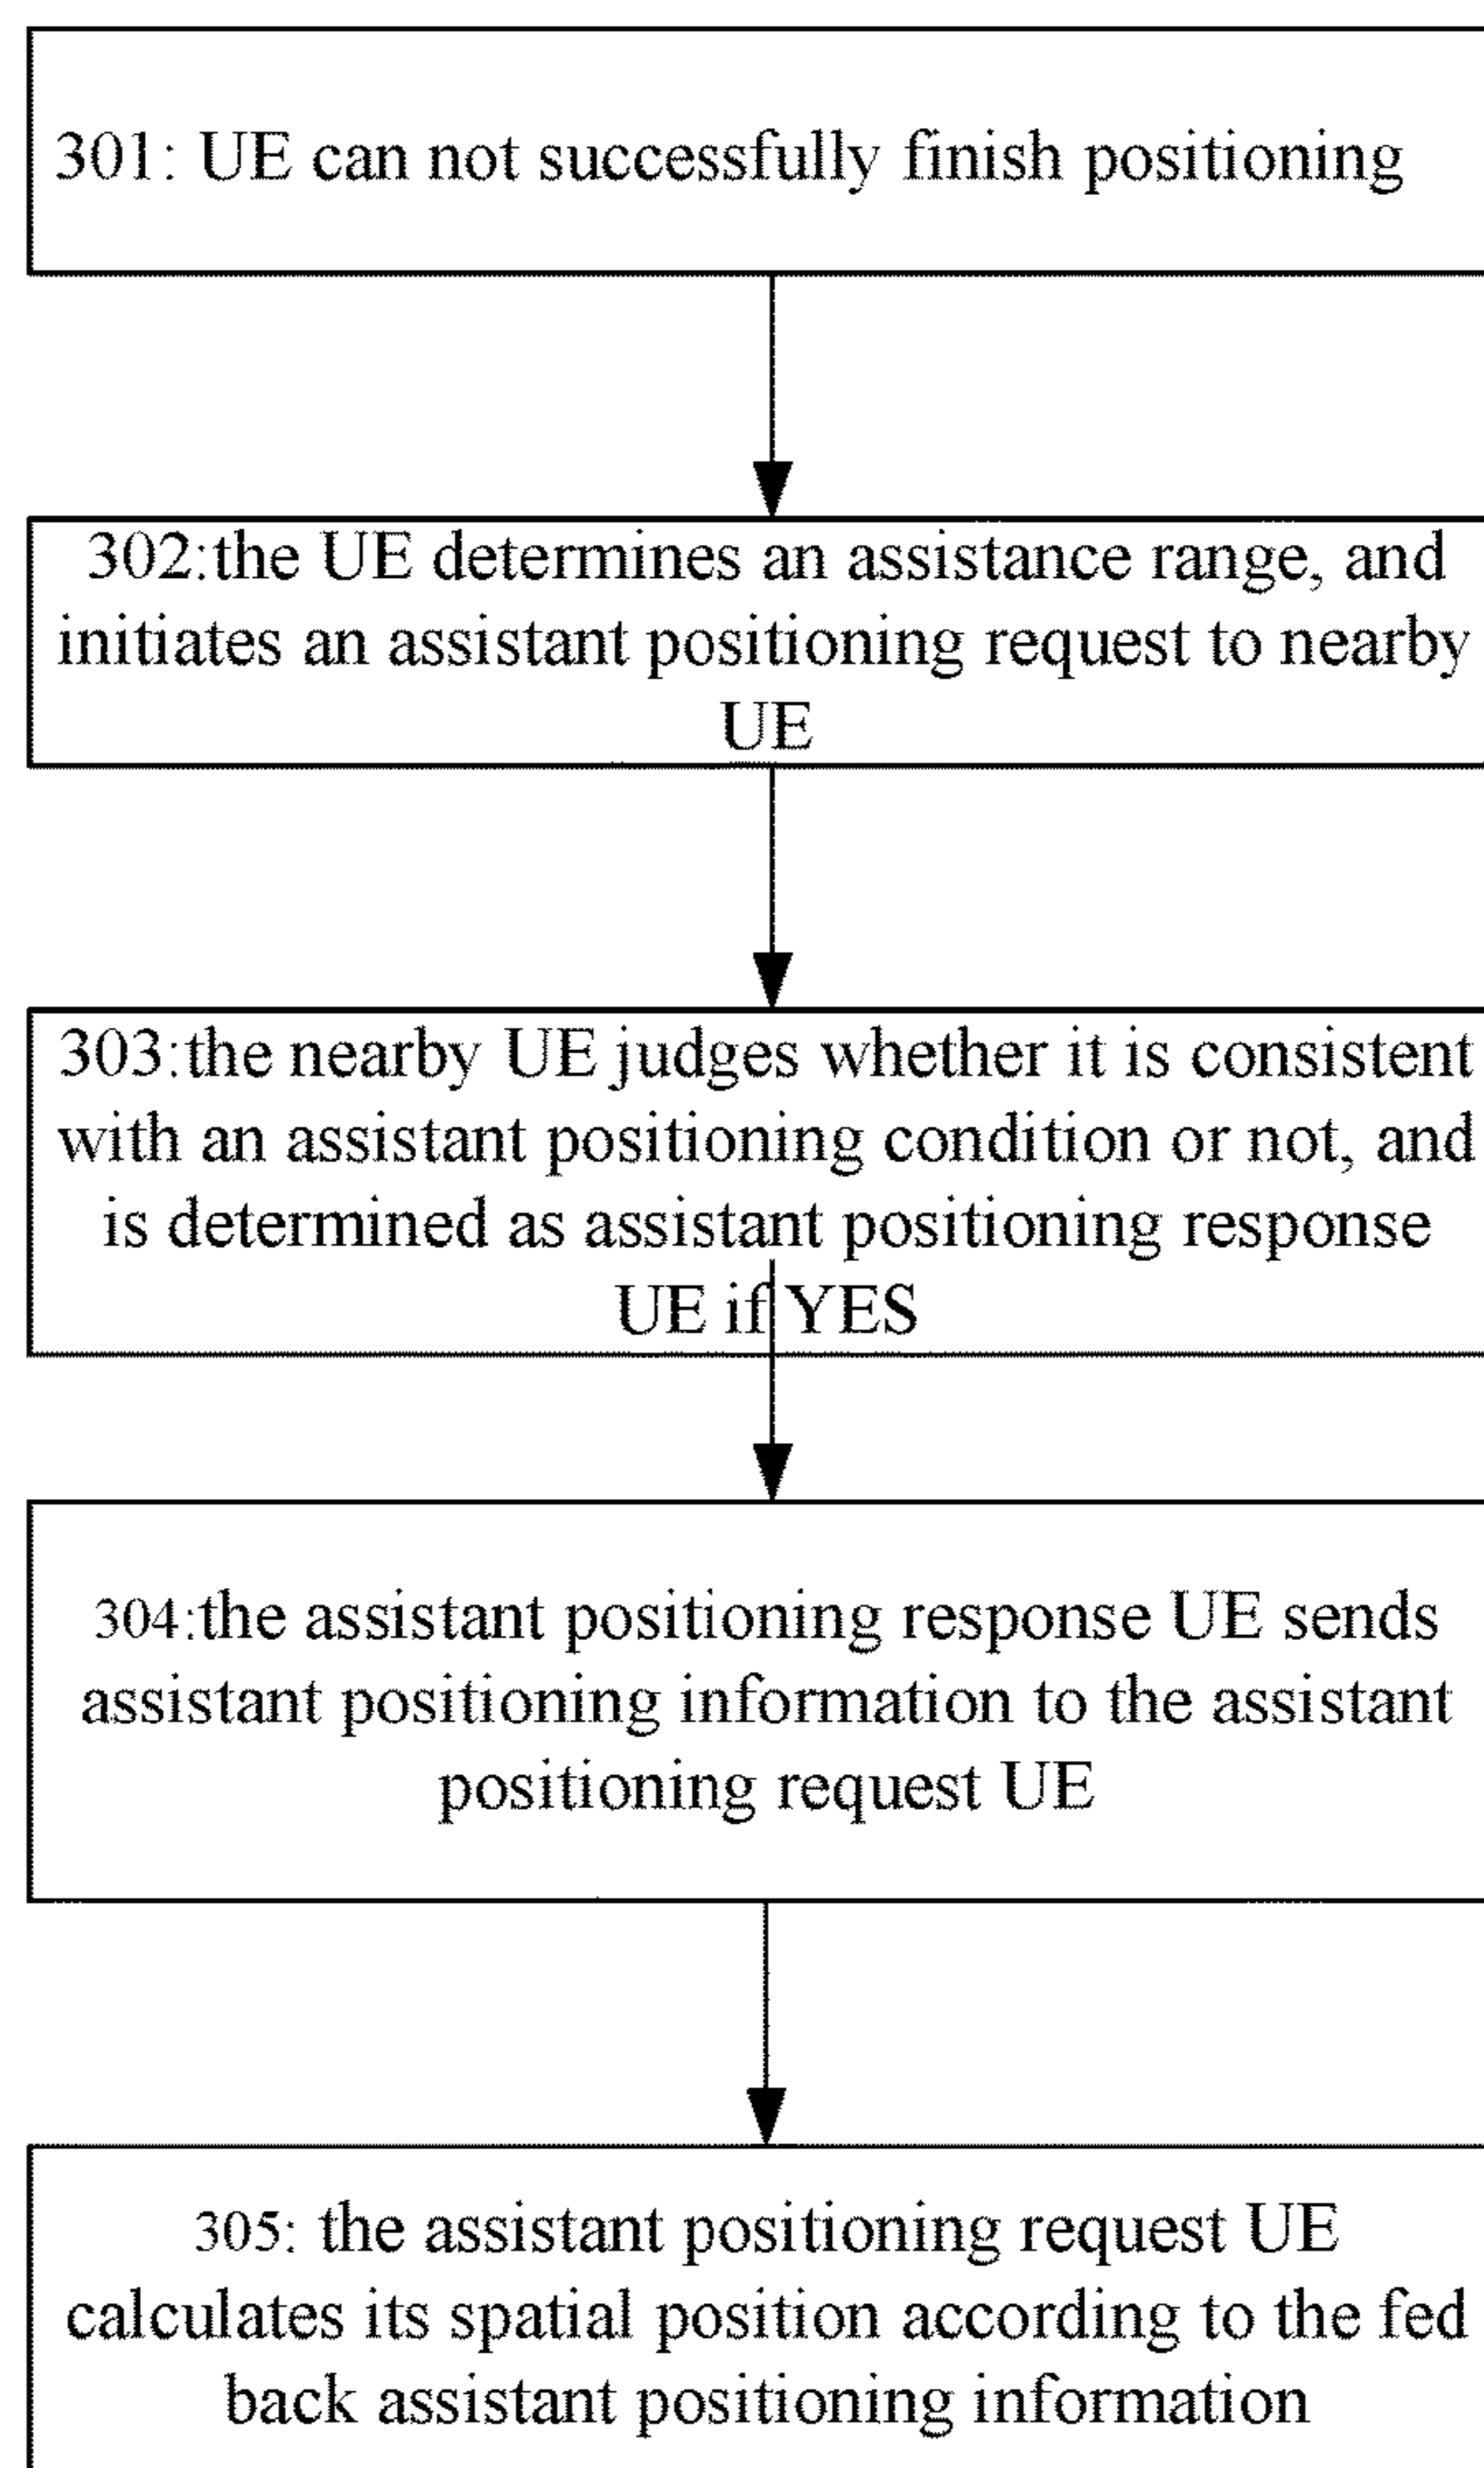 301: UE can not successfully finish positioning
302:the UE determines an assistance range, and
initiates an assistant positioning request to nearby
UE
303:the nearby UE judges whether it is consistent
with an assistant positioning condition or not, and
is determined as assistant positioning response
UE if YES
304:the assistant positioning response UE sends
assistant positioning information to the assistant
positioning request UE
305: the assistant positioning request UE
calculates its spatial position according to the fed
back assistant positioning information